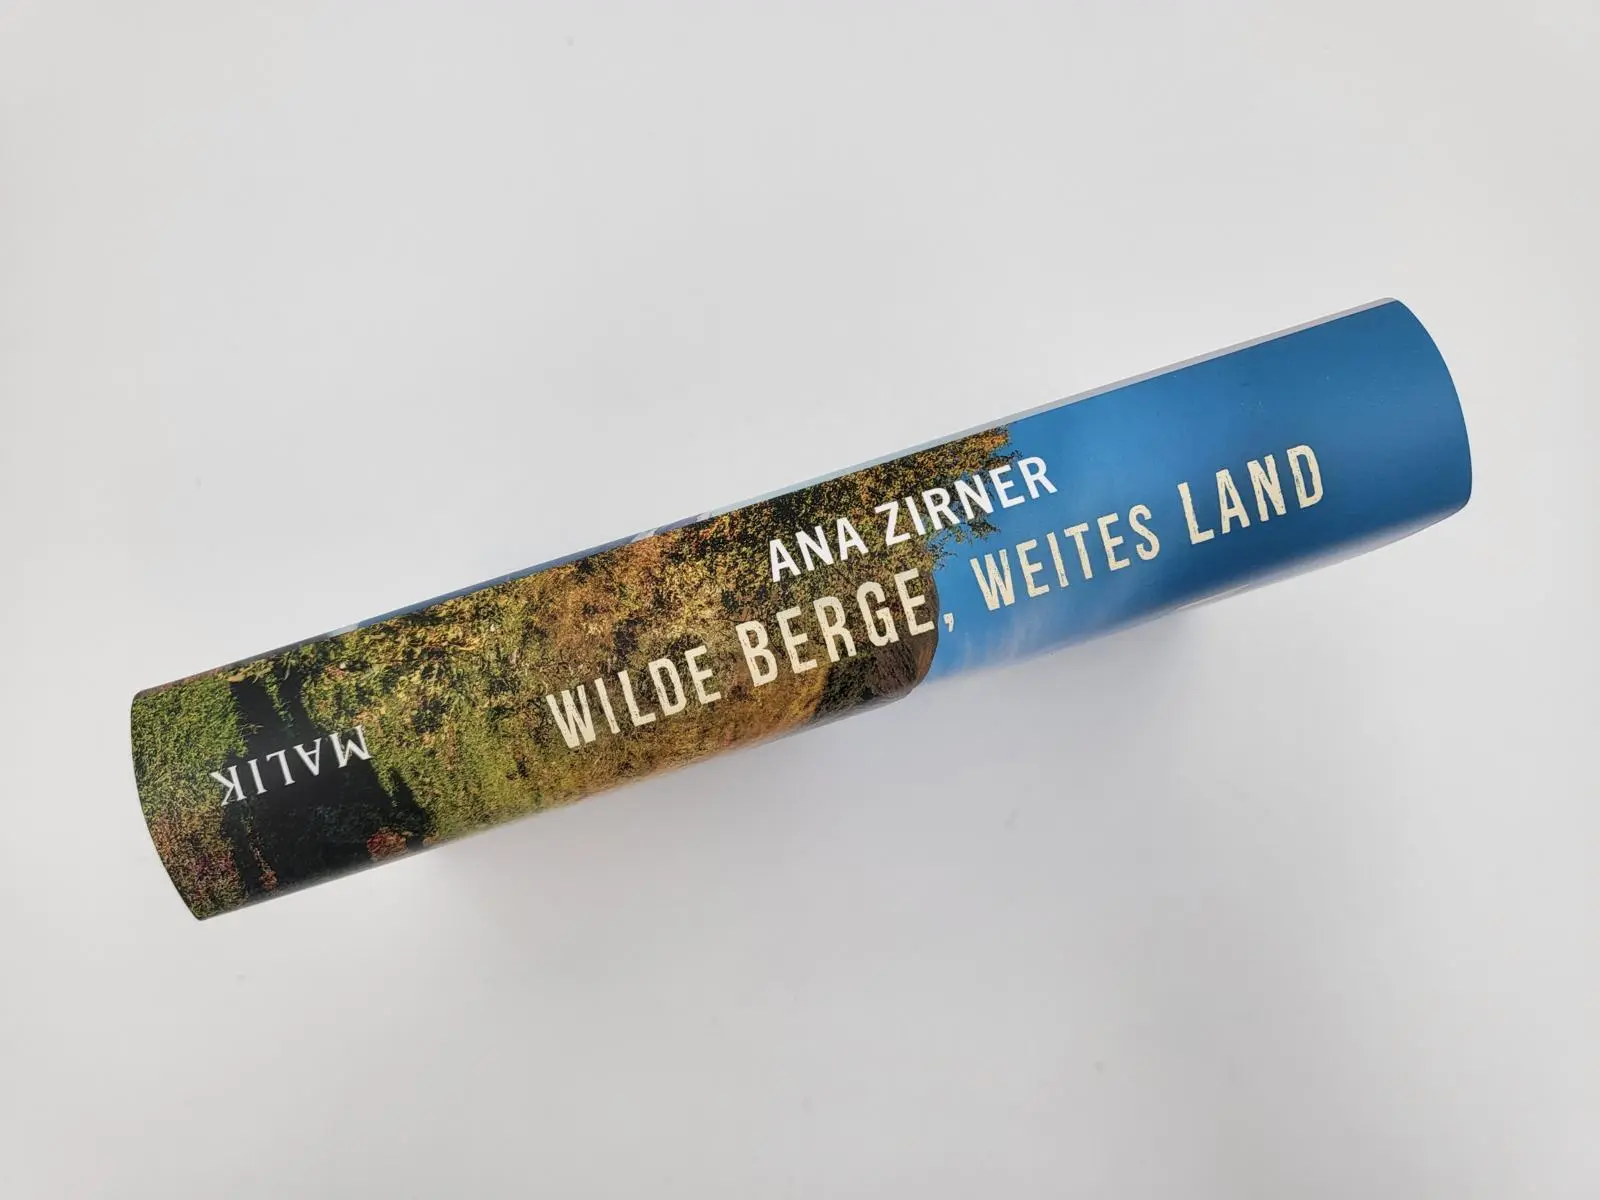 ANA ZIRNER
WILDE BERGE, WEITES LAND
MALIK